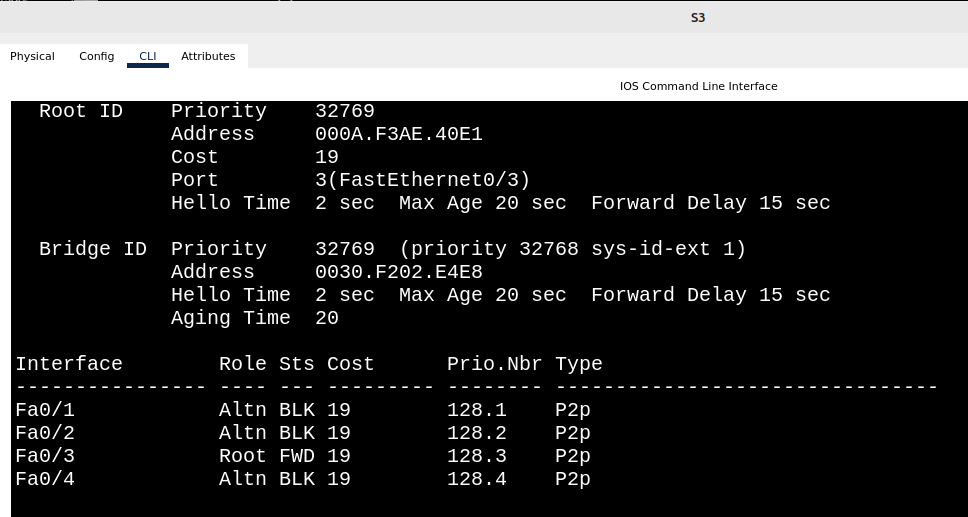 S3
Physical Config CLI Attributes
IOS Command Line Interface
Root ID    Priority    32769
Address     000A.F3AE.40E1
Cost        19
Port        3(FastEthernet0/3)
Hello Time  2 sec  Max Age 20 sec  Forward Delay 15 sec
Bridge ID  Priority    32769  (priority 32768 sys-id-ext 1)
Address     0030.F202.E4E8
Hello Time  2 sec  Max Age 20 sec  Forward Delay 15 sec
Aging Time  20
Interface        Role Sts Cost      Prio.Nbr Type
---------------- ---- --- --------- -------- --------------------------------
Fa0/1            Altn BLK 19        128.1    P2p
Fa0/2            Altn BLK 19        128.2    P2p
Fa0/3            Root FWD 19        128.3    P2p
Fa0/4            Altn BLK 19        128.4    P2p